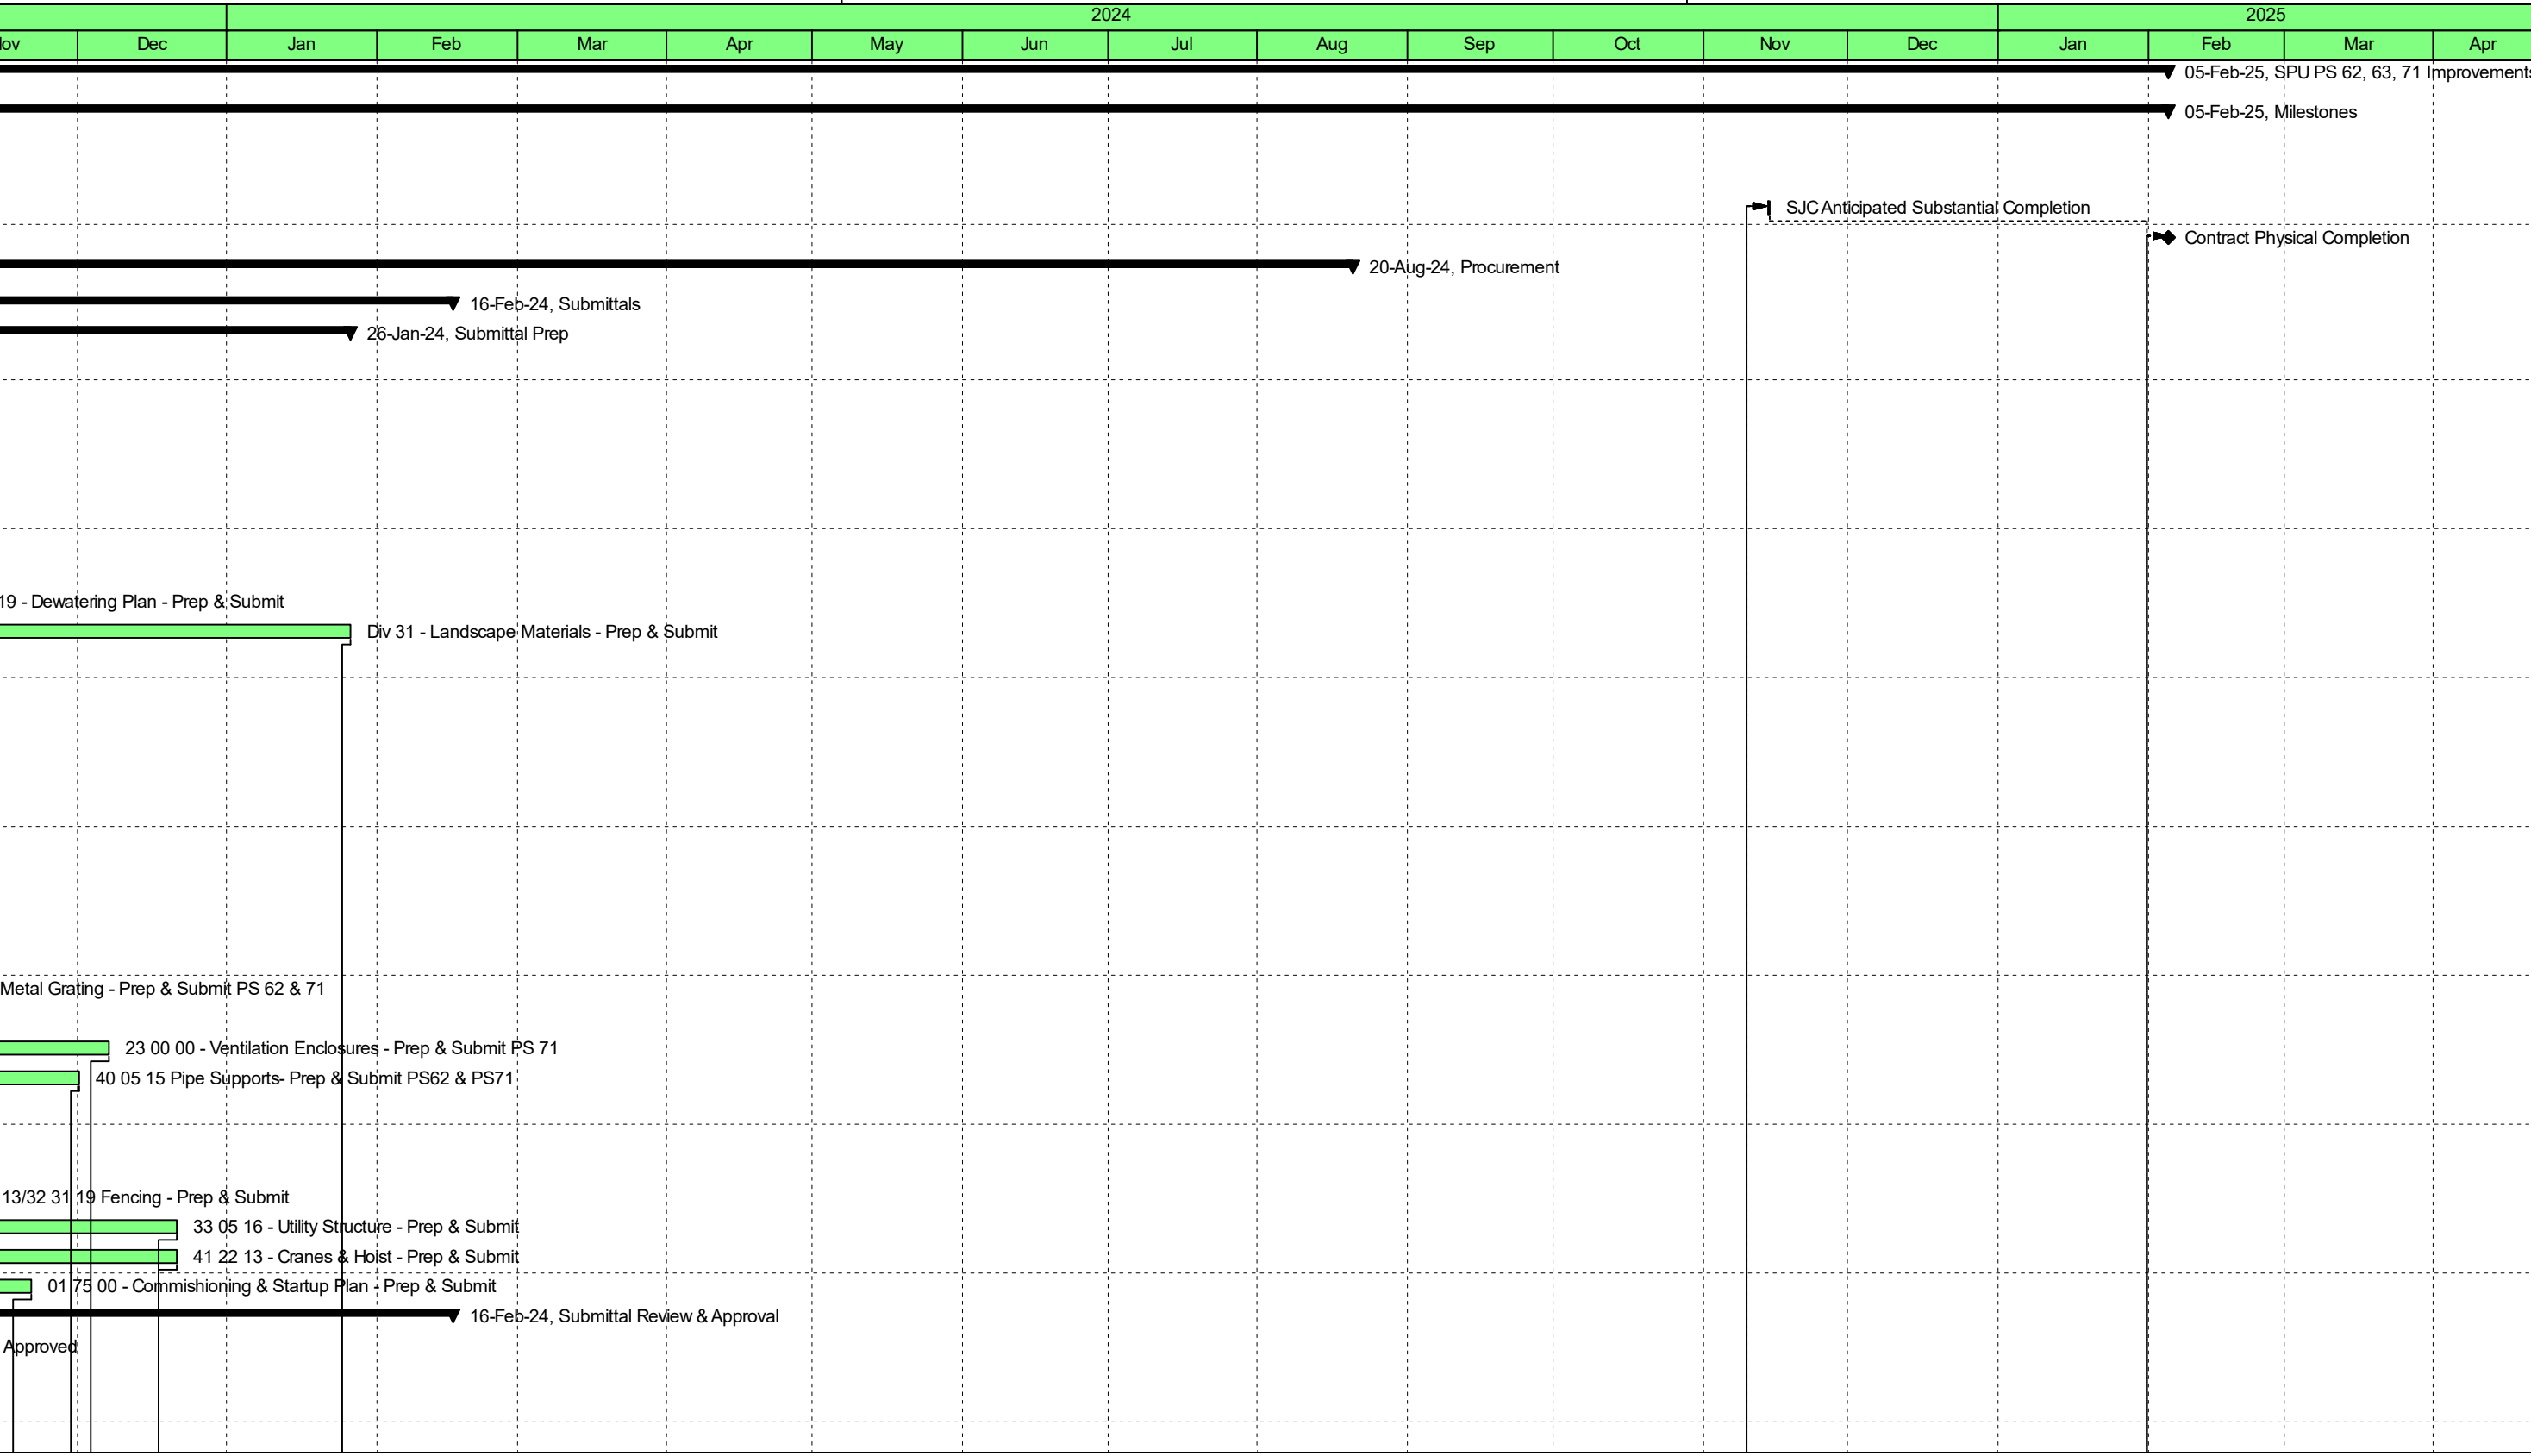 2024 2025
ov Dec Jan Feb Mar Apr May Jun Jul Aug Sep Oct Nov Dec Jan Feb Mar Apr
05-Feb-25, SPU PS 62, 63, 71 Improvements
05-Feb-25, Milestones
SJC Anticipated Substantial Completion
Contract Physical Completion
20-Aug-24, Procurement
16-Feb-24, Submittals
26-Jan-24, Submittal Prep
19 - Dewatering Plan - Prep & Submit
Div 31 - Landscape Materials - Prep & Submit
Metal Grating - Prep & Submit PS 62 & 71
23 00 00 - Ventilation Enclosures - Prep & Submit PS 71
40 05 15 Pipe Supports- Prep & Submit PS62 & PS71
13/32 31 19 Fencing - Prep & Submit
33 05 16 - Utility Structure - Prep & Submit
41 22 13 - Cranes & Hoist - Prep & Submit
01 75 00 - Commishioning & Startup Plan - Prep & Submit
16-Feb-24, Submittal Review & Approval
Approved